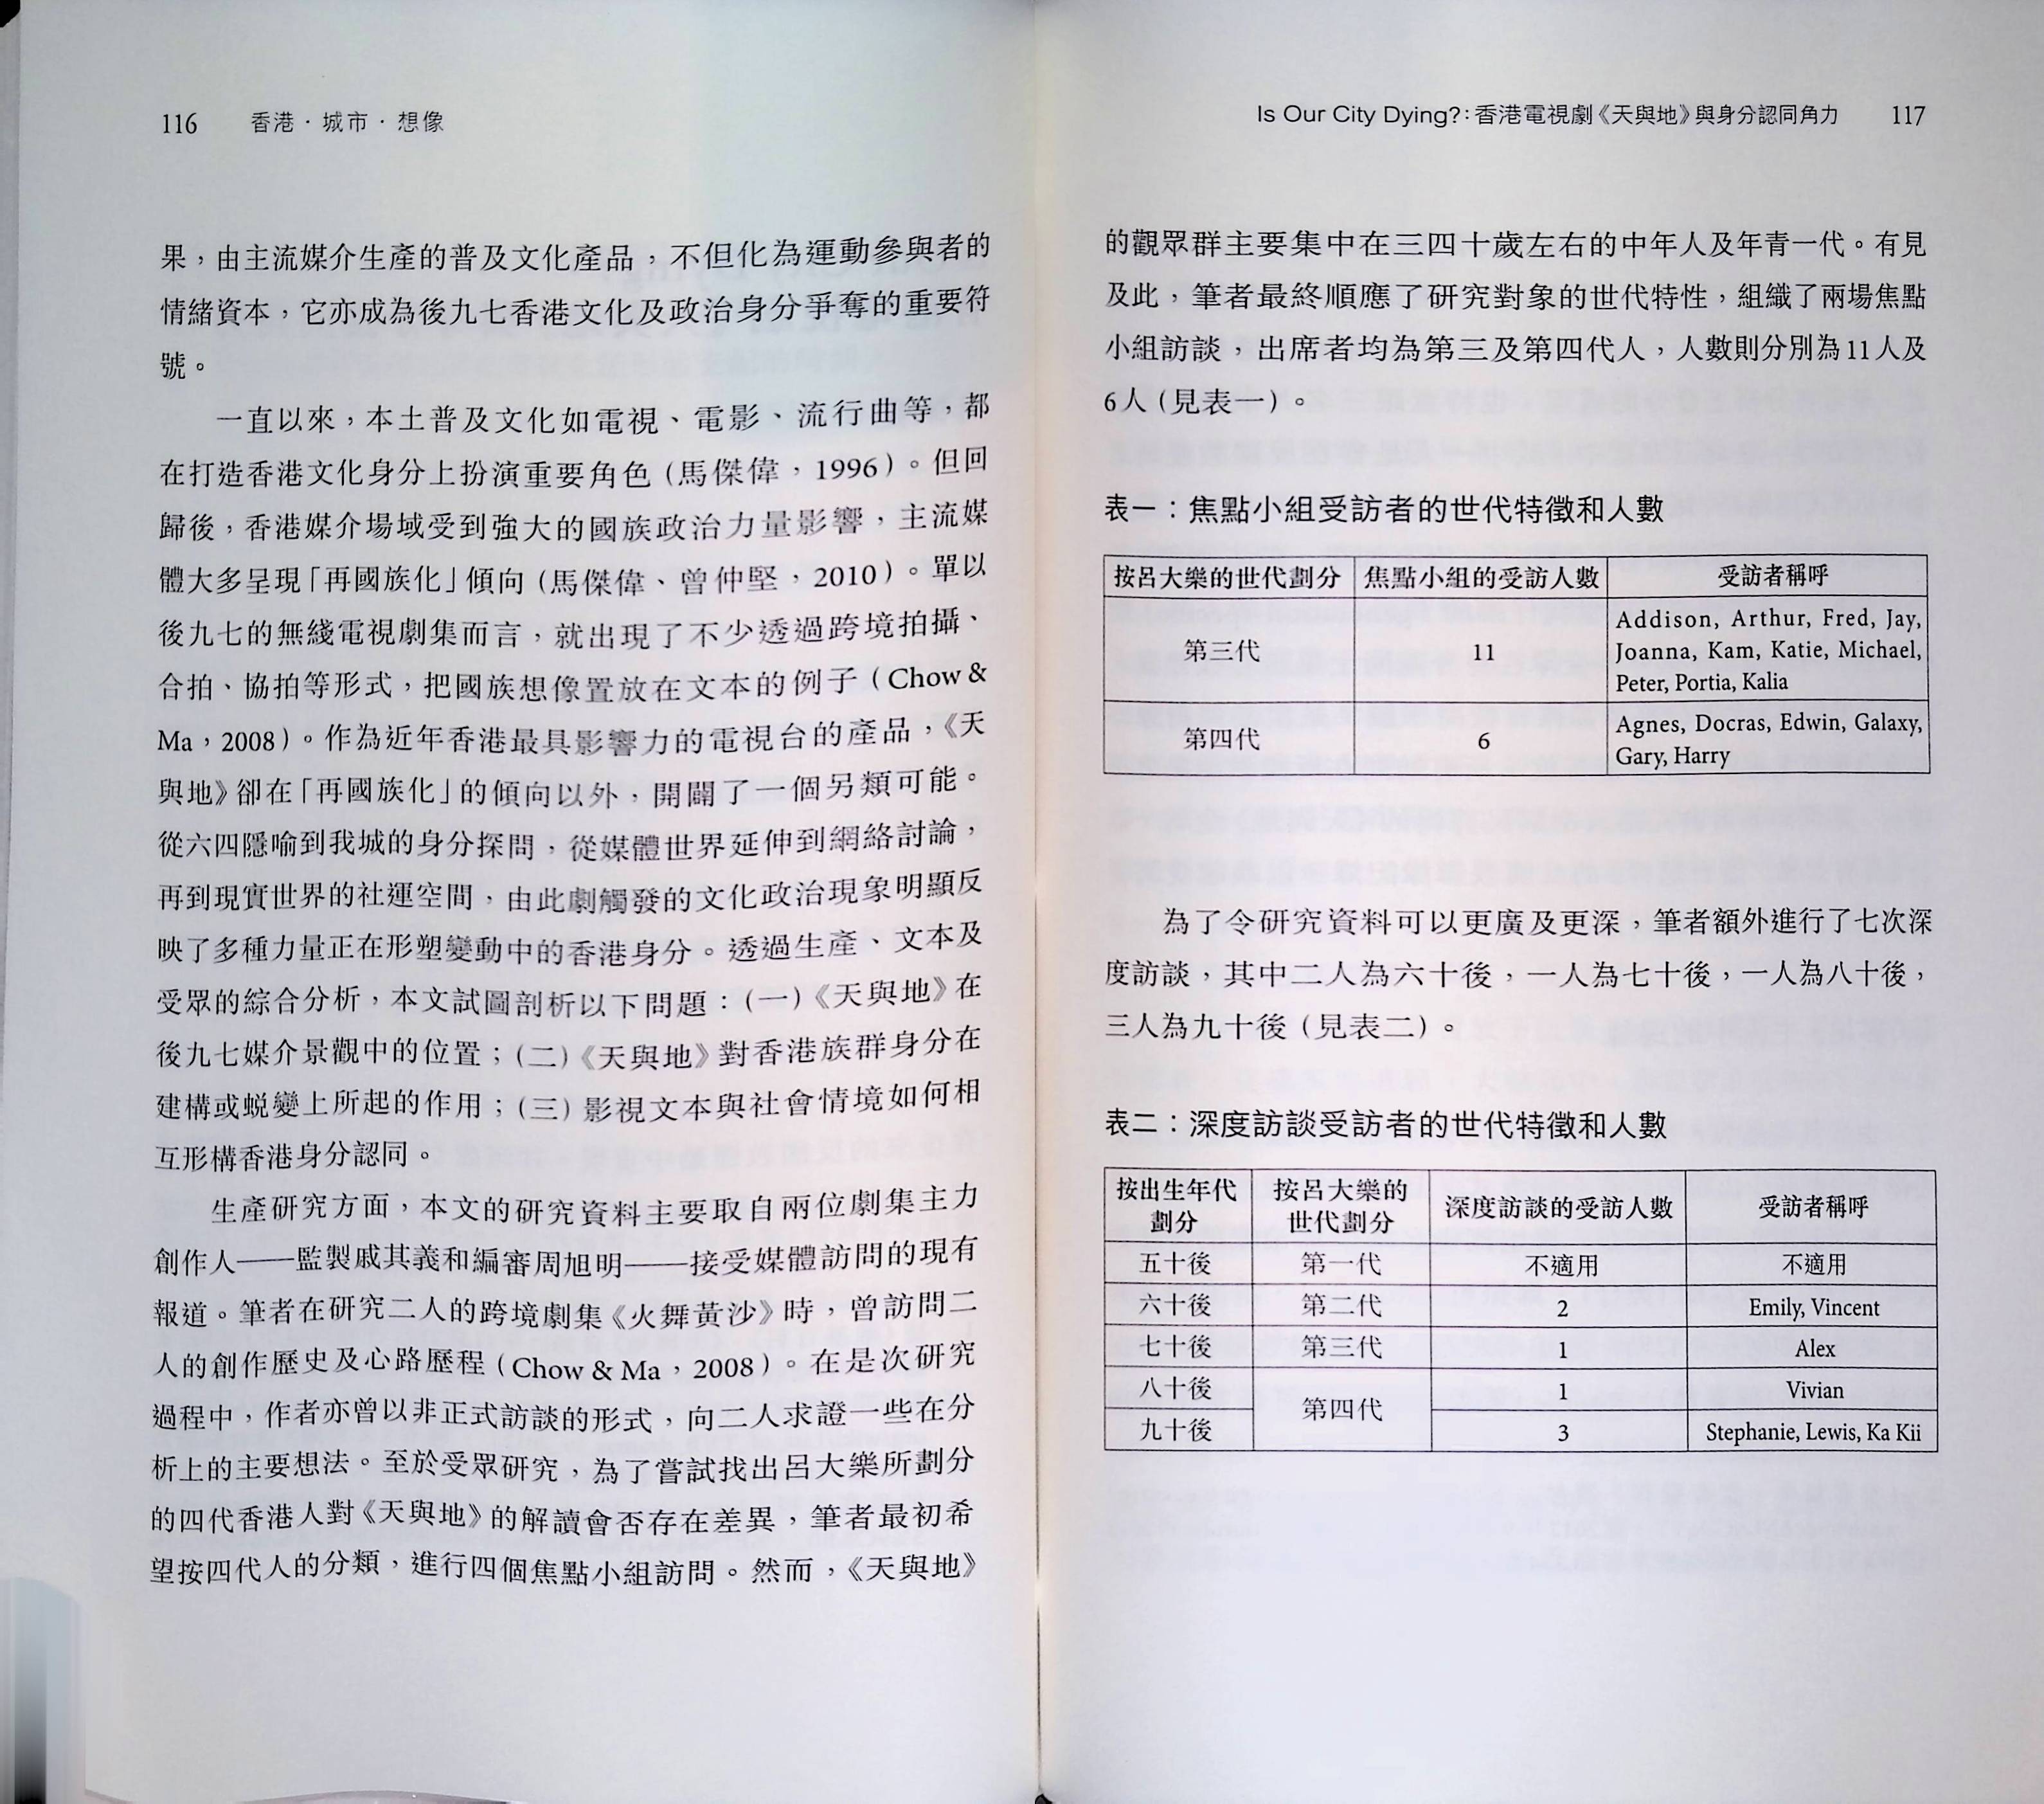 116 香港．城市．想像
果，由主流媒介生產的普及文化產品，不但化為運動參與者的
情緒資本，它亦成為後九七香港文化及政治身分爭奪的重要符
號。
一直以來，本土普及文化如電視、電影、流行曲等，都
在打造香港文化身分上扮演重要角色（馬傑偉，1996）。但回
歸後，香港媒介場域受到強大的國族政治力量影響，主流媒
體大多呈現「再國族化」傾向（馬傑偉、曾仲堅，2010）。單以
後九七的無綫電視劇集而言，就出現了不少透過跨境拍攝、
合拍、協拍等形式，把國族想像置放在文本的例子（Chow &
Ma，2008）。作為近年香港最具影響力的電視台的產品，《天
與地》卻在「再國族化」的傾向以外，開闢了一個另類可能。
從六四隱喻到我城的身分探問，從媒體世界延伸到網絡討論，
再到現實世界的社運空間，由此劇觸發的文化政治現象明顯反
映了多種力量正在形塑變動中的香港身分。透過生產、文本及
受眾的綜合分析，本文試圖剖析以下問題：（一）《天與地》在
後九七媒介景觀中的位置；（二）《天與地》對香港族群身分在
建構或蛻變上所起的作用；（三）影視文本與社會情境如何相
互形構香港身分認同。
生產研究方面，本文的研究資料主要取自兩位劇集主力
創作人——監製戚其義和編審周旭明——接受媒體訪問的現有
報道。筆者在研究二人的跨境劇集《火舞黃沙》時，曾訪問二
人的創作歷史及心路歷程（Chow & Ma，2008）。在是次研究
過程中，作者亦曾以非正式訪談的形式，向二人求證一些在分
析上的主要想法。至於受眾研究，為了嘗試找出呂大樂所劃分
的四代香港人對《天與地》的解讀會否存在差異，筆者最初希
望按四代人的分類，進行四個焦點小組訪問。然而，《天與地》
Is Our City Dying?：香港電視劇《天與地》與身分認同角力 117
的觀眾群主要集中在三四十歲左右的中年人及年青一代。有見
及此，筆者最終順應了研究對象的世代特性，組織了兩場焦點
小組訪談，出席者均為第三及第四代人，人數則分別為11人及
6人（見表一）。
表一：焦點小組受訪者的世代特徵和人數
按呂大樂的世代劃分 焦點小組的受訪人數 受訪者稱呼
第三代 11 Addison, Arthur, Fred, Jay,
Joanna, Kam, Katie, Michael,
Peter, Portia, Kalia
第四代 6 Agnes, Docras, Edwin, Galaxy,
Gary, Harry
為了令研究資料可以更廣及更深，筆者額外進行了七次深
度訪談，其中二人為六十後，一人為七十後，一人為八十後，
三人為九十後（見表二）。
表二：深度訪談受訪者的世代特徵和人數
按出生年代
劃分 按呂大樂的
世代劃分 深度訪談的受訪人數 受訪者稱呼
五十後 第一代 不適用 不適用
六十後 第二代 2 Emily, Vincent
七十後 第三代 1 Alex
八十後 第四代 1 Vivian
九十後 3 Stephanie, Lewis, Ka Kii